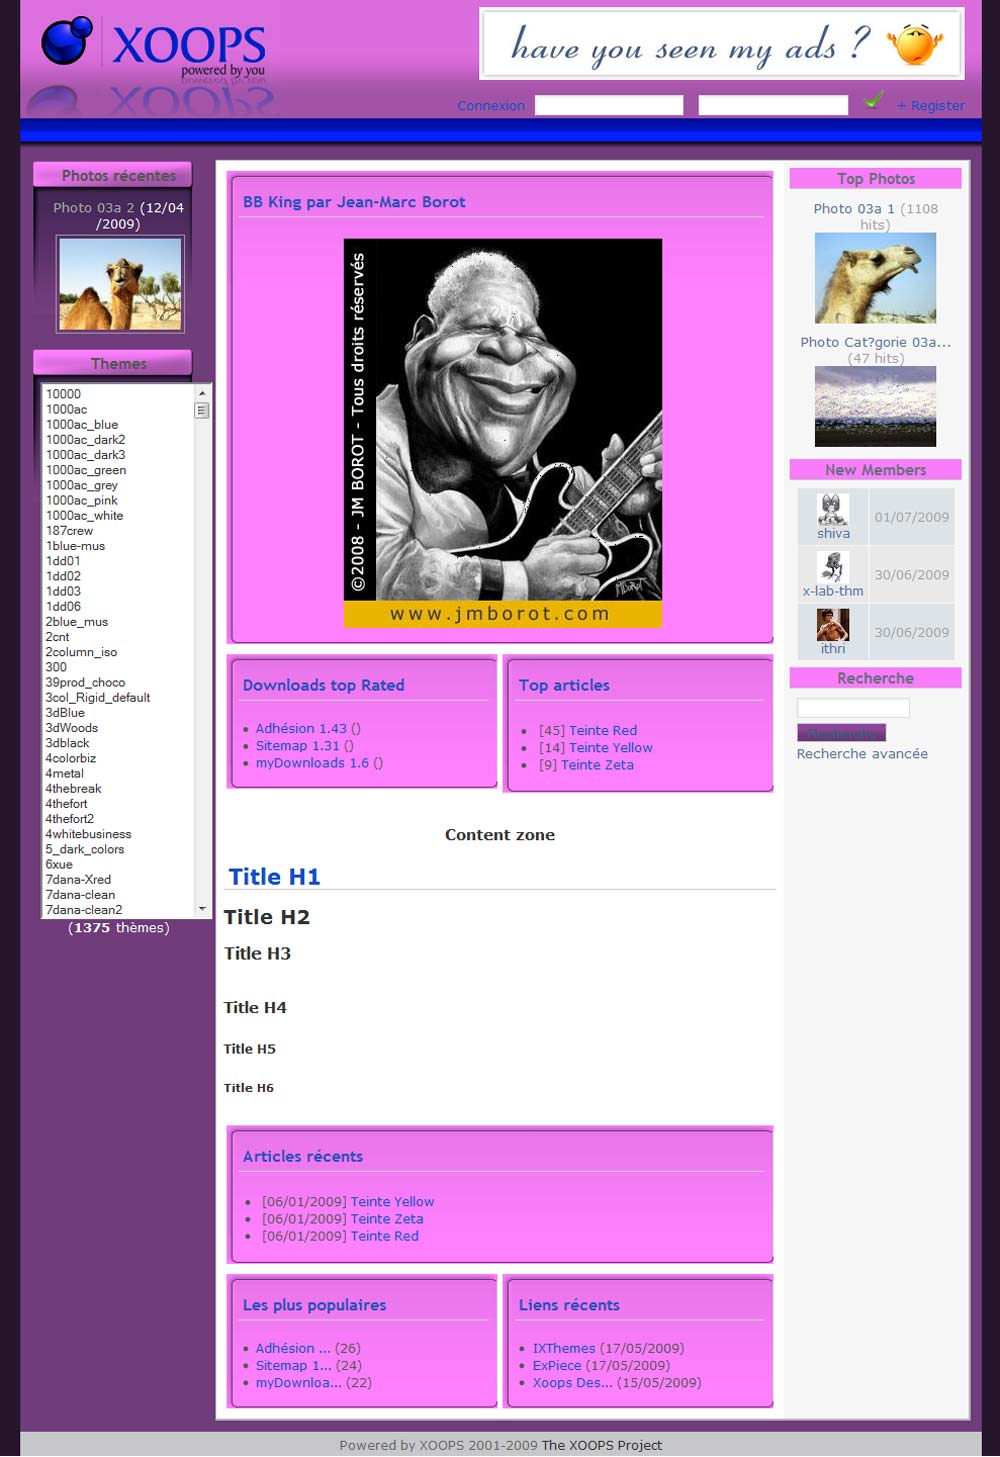 XOOPS
powered by you
have you seen my ads ?
Connexion
+ Register
Photos récentes
Photo 03a 2 (12/04
/2009)
Themes
10000
1000ac
1000ac_blue
1000ac_dark2
1000ac_dark3
1000ac_green
1000ac_grey
1000ac_pink
1000ac_white
187crew
1blue-mus
1dd01
1dd02
1dd03
1dd06
2blue_mus
2cnt
2column_iso
300
39prod_choco
3col_Rigid_default
3dBlue
3dWoods
3dblack
4colorbiz
4metal
4thebreak
4thefort
4thefort2
4whitebusiness
5_dark_colors
6xue
7dana-Xred
7dana-clean
7dana-clean2
(1375 thèmes)
BB King par Jean-Marc Borot
©2008 - JM BOROT - Tous droits réservés
JMBOROT
www.jmborot.com
Downloads top Rated
Adhésion 1.43 ()
Sitemap 1.31 ()
myDownloads 1.6 ()
Top articles
[45] Teinte Red
[14] Teinte Yellow
[9] Teinte Zeta
Content zone
Title H1
Title H2
Title H3
Title H4
Title H5
Title H6
Articles récents
[06/01/2009] Teinte Yellow
[06/01/2009] Teinte Zeta
[06/01/2009] Teinte Red
Les plus populaires
Adhésion ... (26)
Sitemap 1... (24)
myDownloa... (22)
Liens récents
IXThemes (17/05/2009)
ExPiece (17/05/2009)
Xoops Des... (15/05/2009)
Top Photos
Photo 03a 1 (1108
hits)
Photo Cat?gorie 03a...
(47 hits)
New Members
shiva 01/07/2009
x-lab-thm 30/06/2009
ithri 30/06/2009
Recherche
Recherche
Recherche avancée
Powered by XOOPS 2001-2009 The XOOPS Project